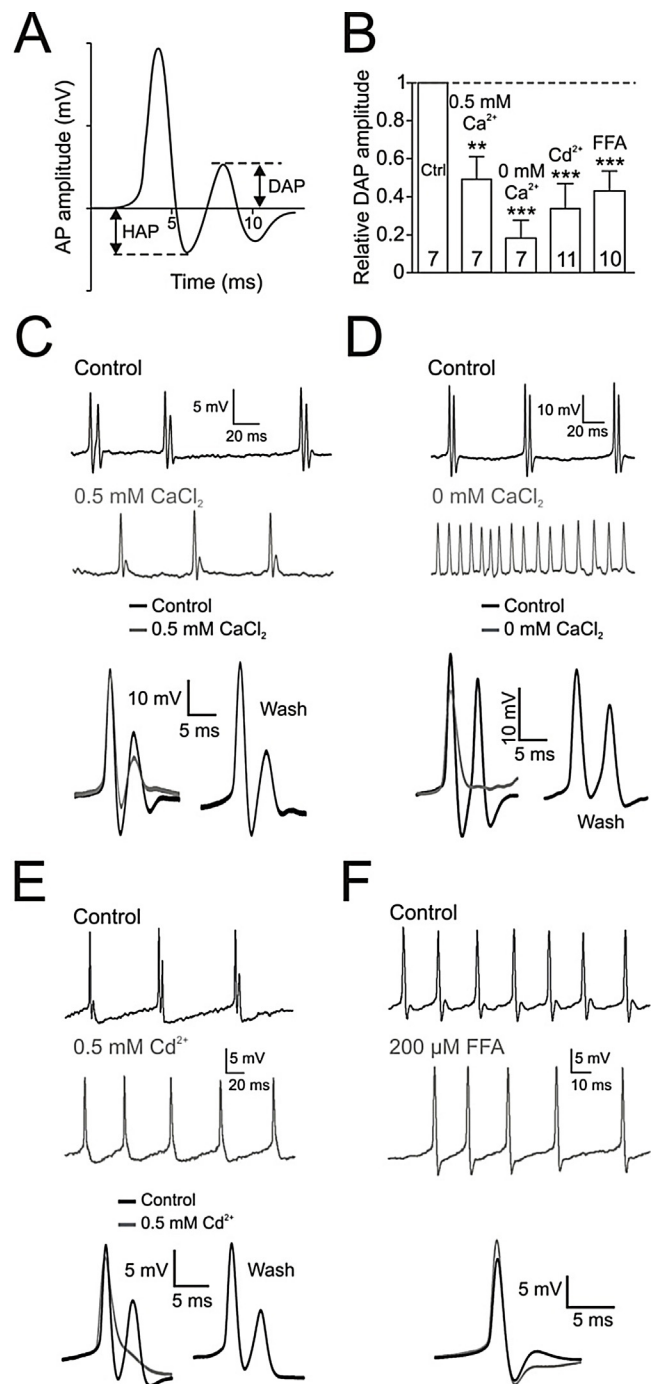 A
AP amplitude (mV)
HAP
DAP
5
10
Time (ms)
B
Relative DAP amplitude
1
0.8
0.6
0.4
0.2
0
Ctrl
0.5 mM
Ca²⁺
**
0 mM
Ca²⁺
***
Cd²⁺
***
FFA
***
7
7
7
11
10
C
Control
5 mV
20 ms
0.5 mM CaCl₂
Control
0.5 mM CaCl₂
10 mV
5 ms
Wash
D
Control
10 mV
20 ms
0 mM CaCl₂
Control
0 mM CaCl₂
10 mV
5 ms
Wash
E
Control
0.5 mM Cd²⁺
5 mV
20 ms
Control
0.5 mM Cd²⁺
5 mV
5 ms
Wash
F
Control
200 µM FFA
5 mV
10 ms
5 mV
5 ms